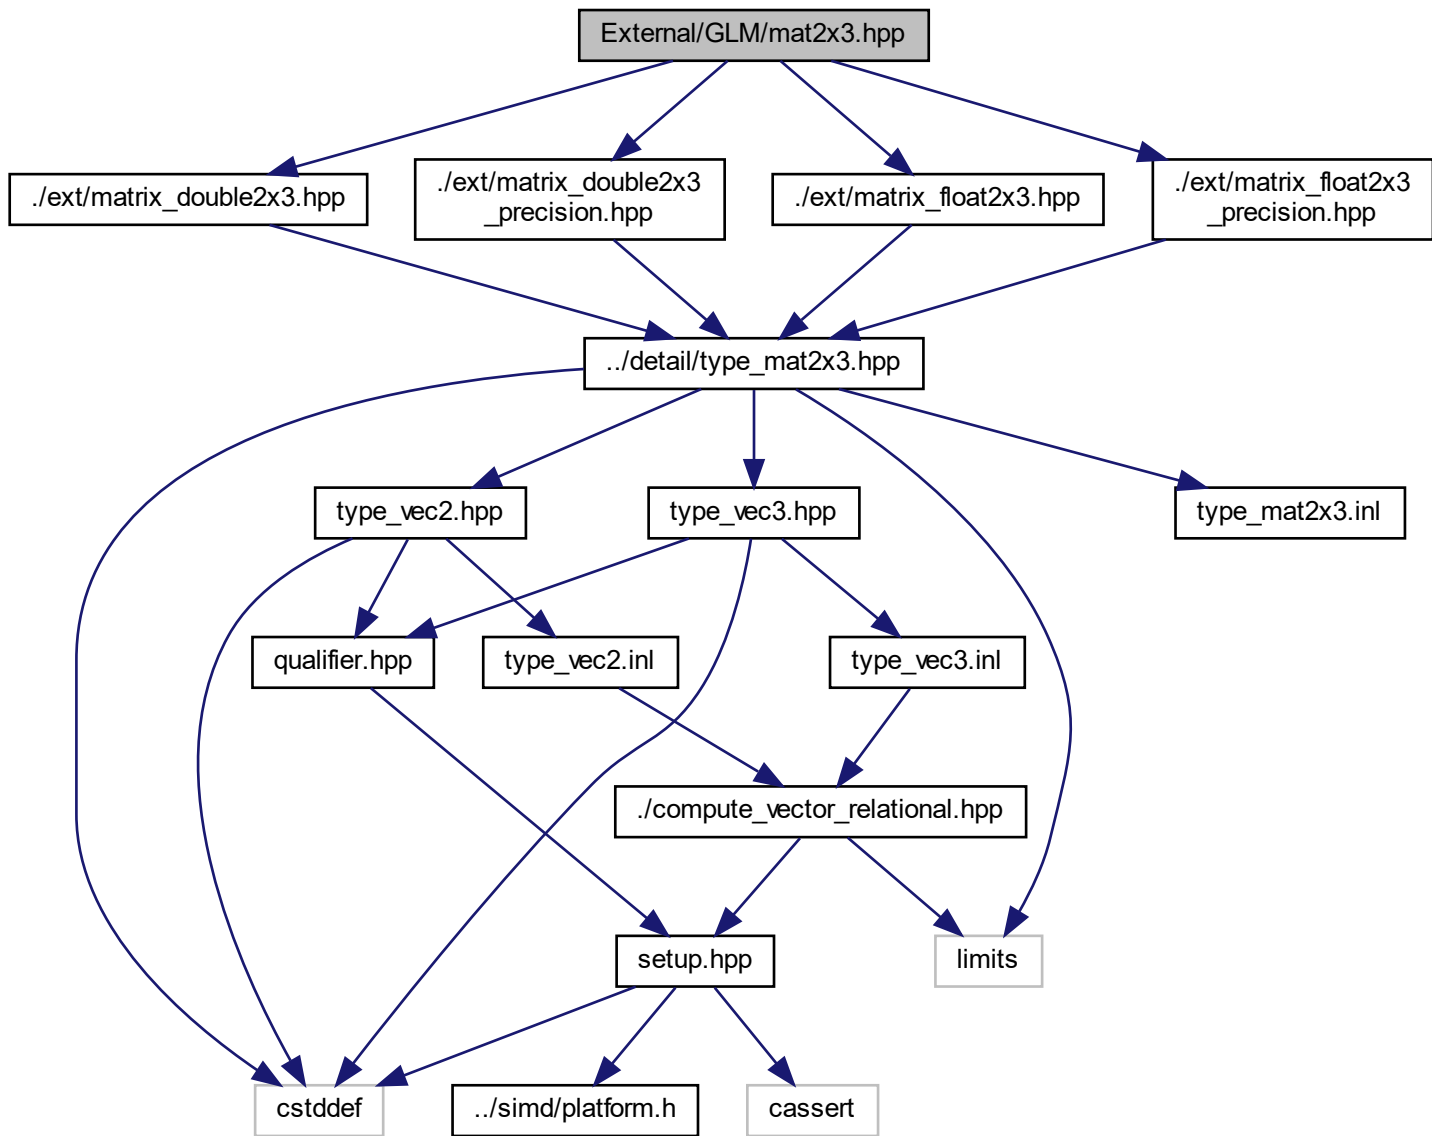 External/GLM/mat2x3.hpp
./ext/matrix_double2x3.hpp
./ext/matrix_double2x3
_precision.hpp
./ext/matrix_float2x3.hpp
./ext/matrix_float2x3
_precision.hpp
../detail/type_mat2x3.hpp
type_vec2.hpp
type_vec3.hpp
type_mat2x3.inl
qualifier.hpp
type_vec2.inl
type_vec3.inl
./compute_vector_relational.hpp
setup.hpp
limits
cstddef
../simd/platform.h
cassert